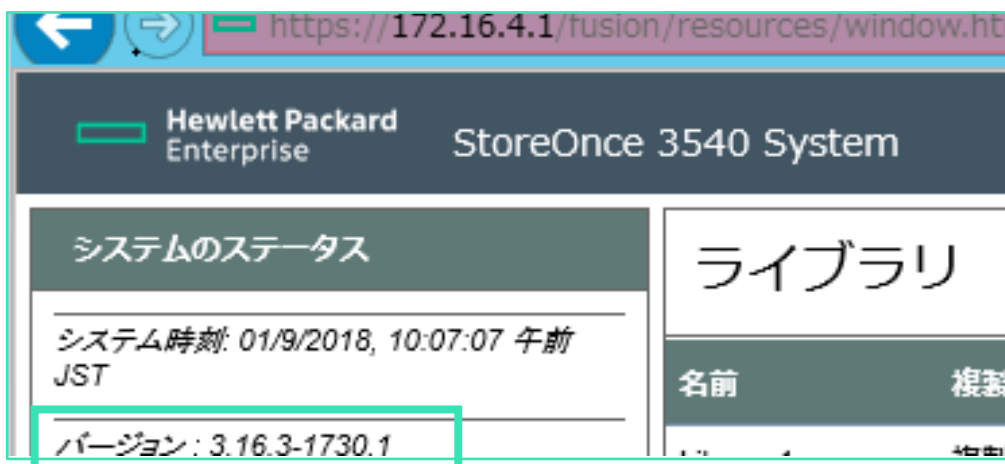 https://172.16.4.1/fusion/resources/window.ht
Hewlett Packard
Enterprise
StoreOnce 3540 System
システムのステータス
システム時刻: 01/9/2018, 10:07:07 午前
JST
バージョン : 3.16.3-1730.1
ライブラリ
名前
複製